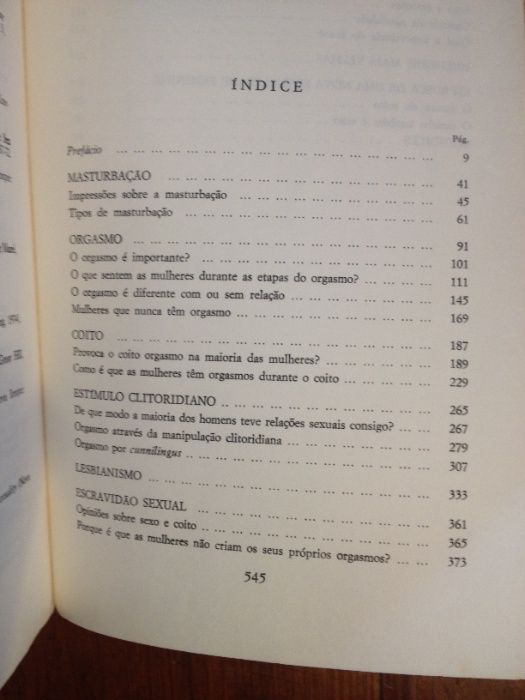 ÍNDICE
Pág.
Prefácio ... 9
MASTURBAÇÃO ... 41
Impressões sobre a masturbação ... 45
Tipos de masturbação ... 61
ORGASMO ... 91
O orgasmo é importante? ... 101
O que sentem as mulheres durante as etapas do orgasmo? ... 111
O orgasmo é diferente com ou sem relação ... 145
Mulheres que nunca têm orgasmo ... 169
COITO ... 187
Provoca o coito orgasmo na maioria das mulheres? ... 189
Como é que as mulheres têm orgasmos durante o coito ... 229
ESTÍMULO CLITORIDIANO ... 265
De que modo a maioria dos homens teve relações sexuais consigo? ... 267
Orgasmo através da manipulação clitoridiana ... 279
Orgasmo por cunnilingus ... 307
LESBIANISMO ... 333
ESCRAVIDÃO SEXUAL ... 361
Opiniões sobre sexo e coito ... 365
Porque é que as mulheres não criam os seus próprios orgasmos? ... 373
545